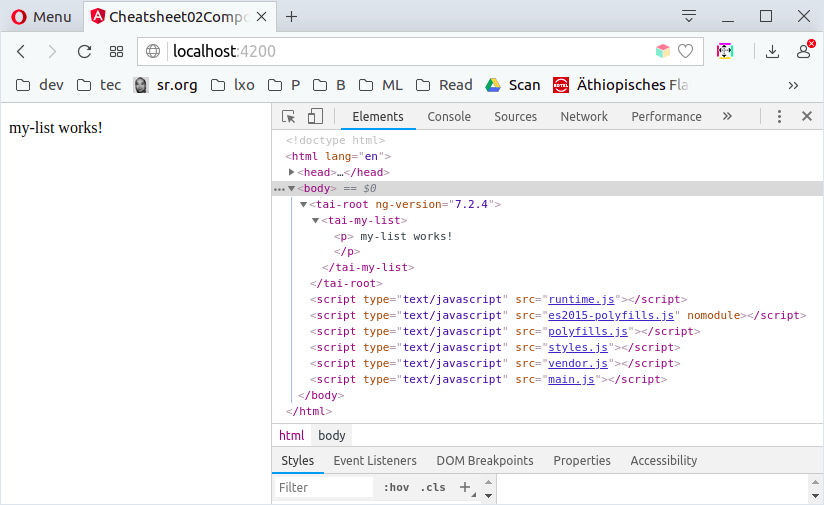 Menu Cheatsheet02Compo
localhost:4200
dev tec sr.org lxo P B ML Read Scan Äthiopisches Fla
my-list works!
Elements Console Sources Network Performance
<!doctype html>
<html lang="en">
<head>…</head>
<body> == $0
<tai-root ng-version="7.2.4">
<tai-my-list>
<p> my-list works!
</p>
</tai-my-list>
</tai-root>
<script type="text/javascript" src="runtime.js"></script>
<script type="text/javascript" src="es2015-polyfills.js" nomodule></script>
<script type="text/javascript" src="polyfills.js"></script>
<script type="text/javascript" src="styles.js"></script>
<script type="text/javascript" src="vendor.js"></script>
<script type="text/javascript" src="main.js"></script>
</body>
</html>
html body
Styles Event Listeners DOM Breakpoints Properties Accessibility
Filter :hov .cls +